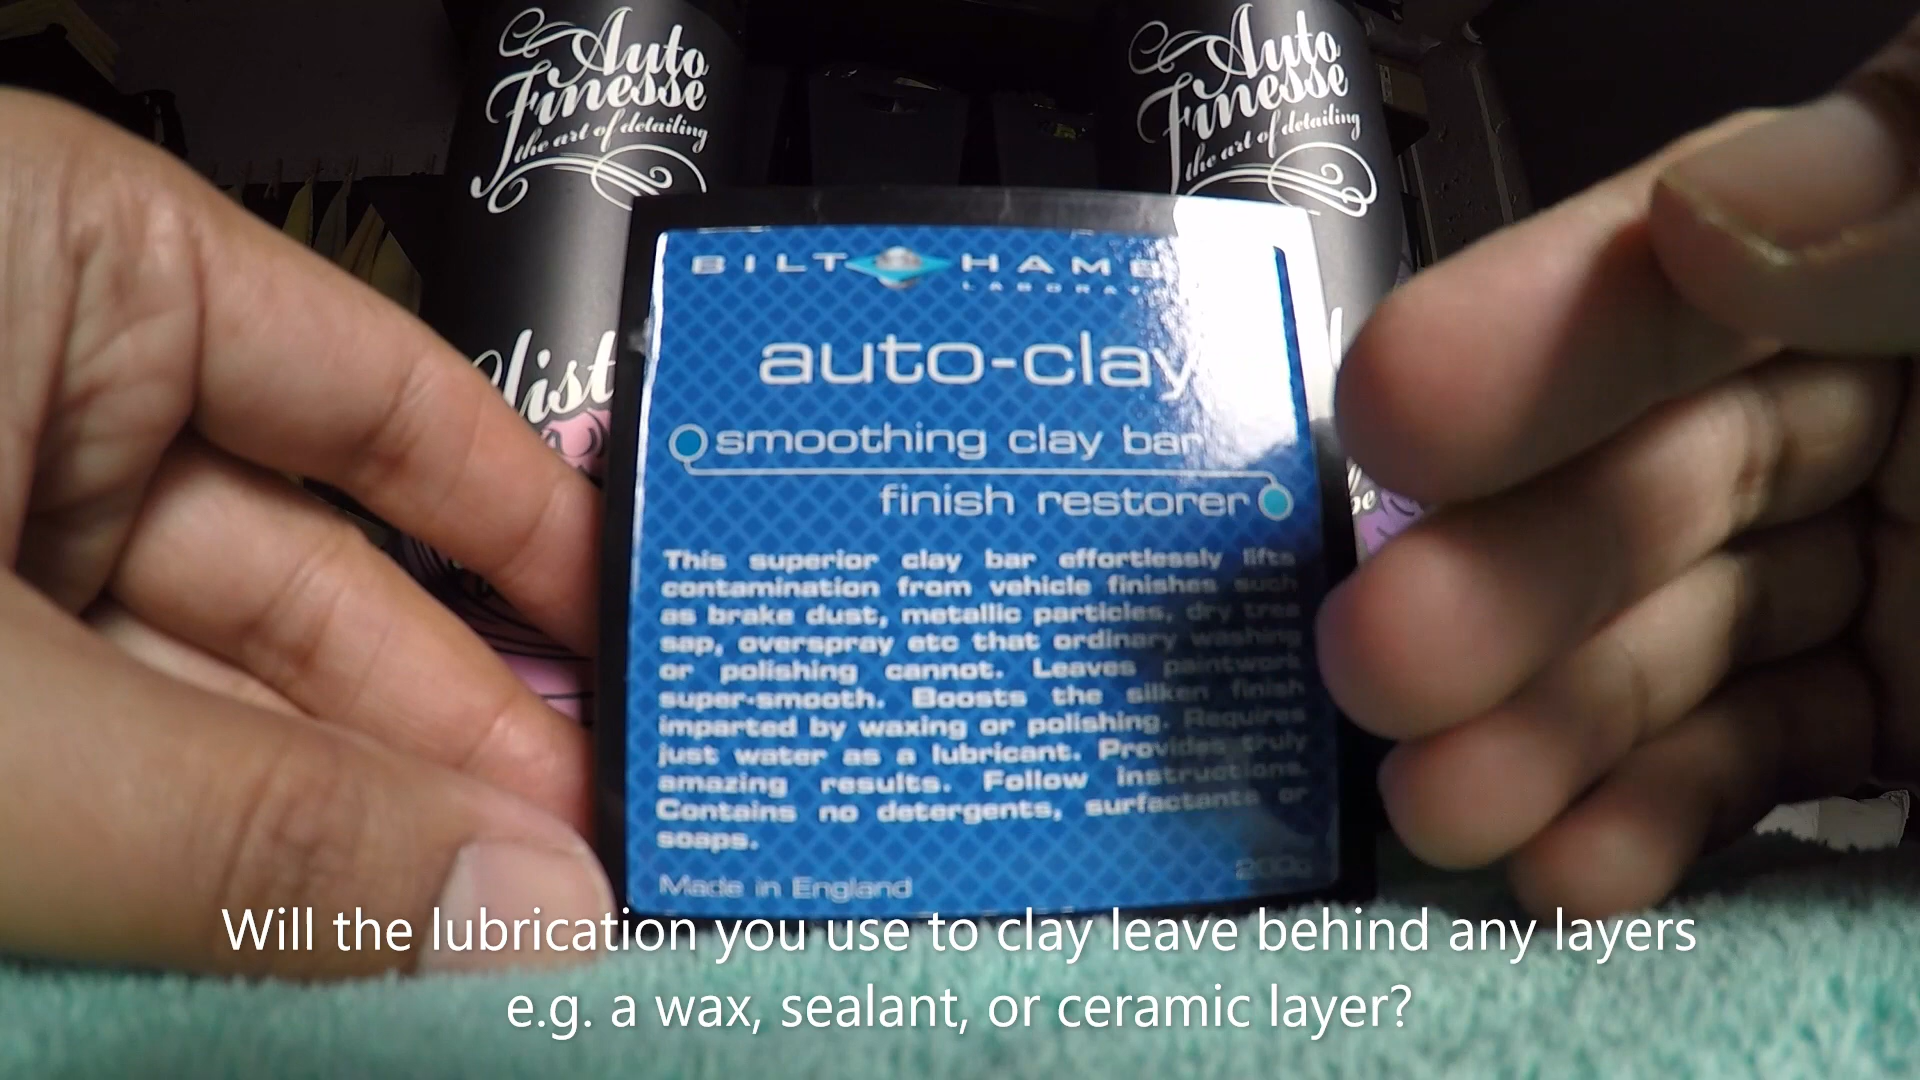 Auto
Finesse
the art of detailing
Auto
Finesse
the art of detailing
list
BILT HAMB
LABORAT
auto-clay
smoothing clay bar
finish restorer
This superior clay bar effortlessly lifts
contamination from vehicle finishes such
as brake dust, metallic particles, dry tree
sap, overspray etc that ordinary washing
or polishing cannot. Leaves paintwork
super-smooth. Boosts the silken finish
imparted by waxing or polishing. Requires
just water as a lubricant. Provides truly
amazing results. Follow instructions.
Contains no detergents, surfactants or
soaps.
200g
Made in England
Will the lubrication you use to clay leave behind any layers
e.g. a wax, sealant, or ceramic layer?